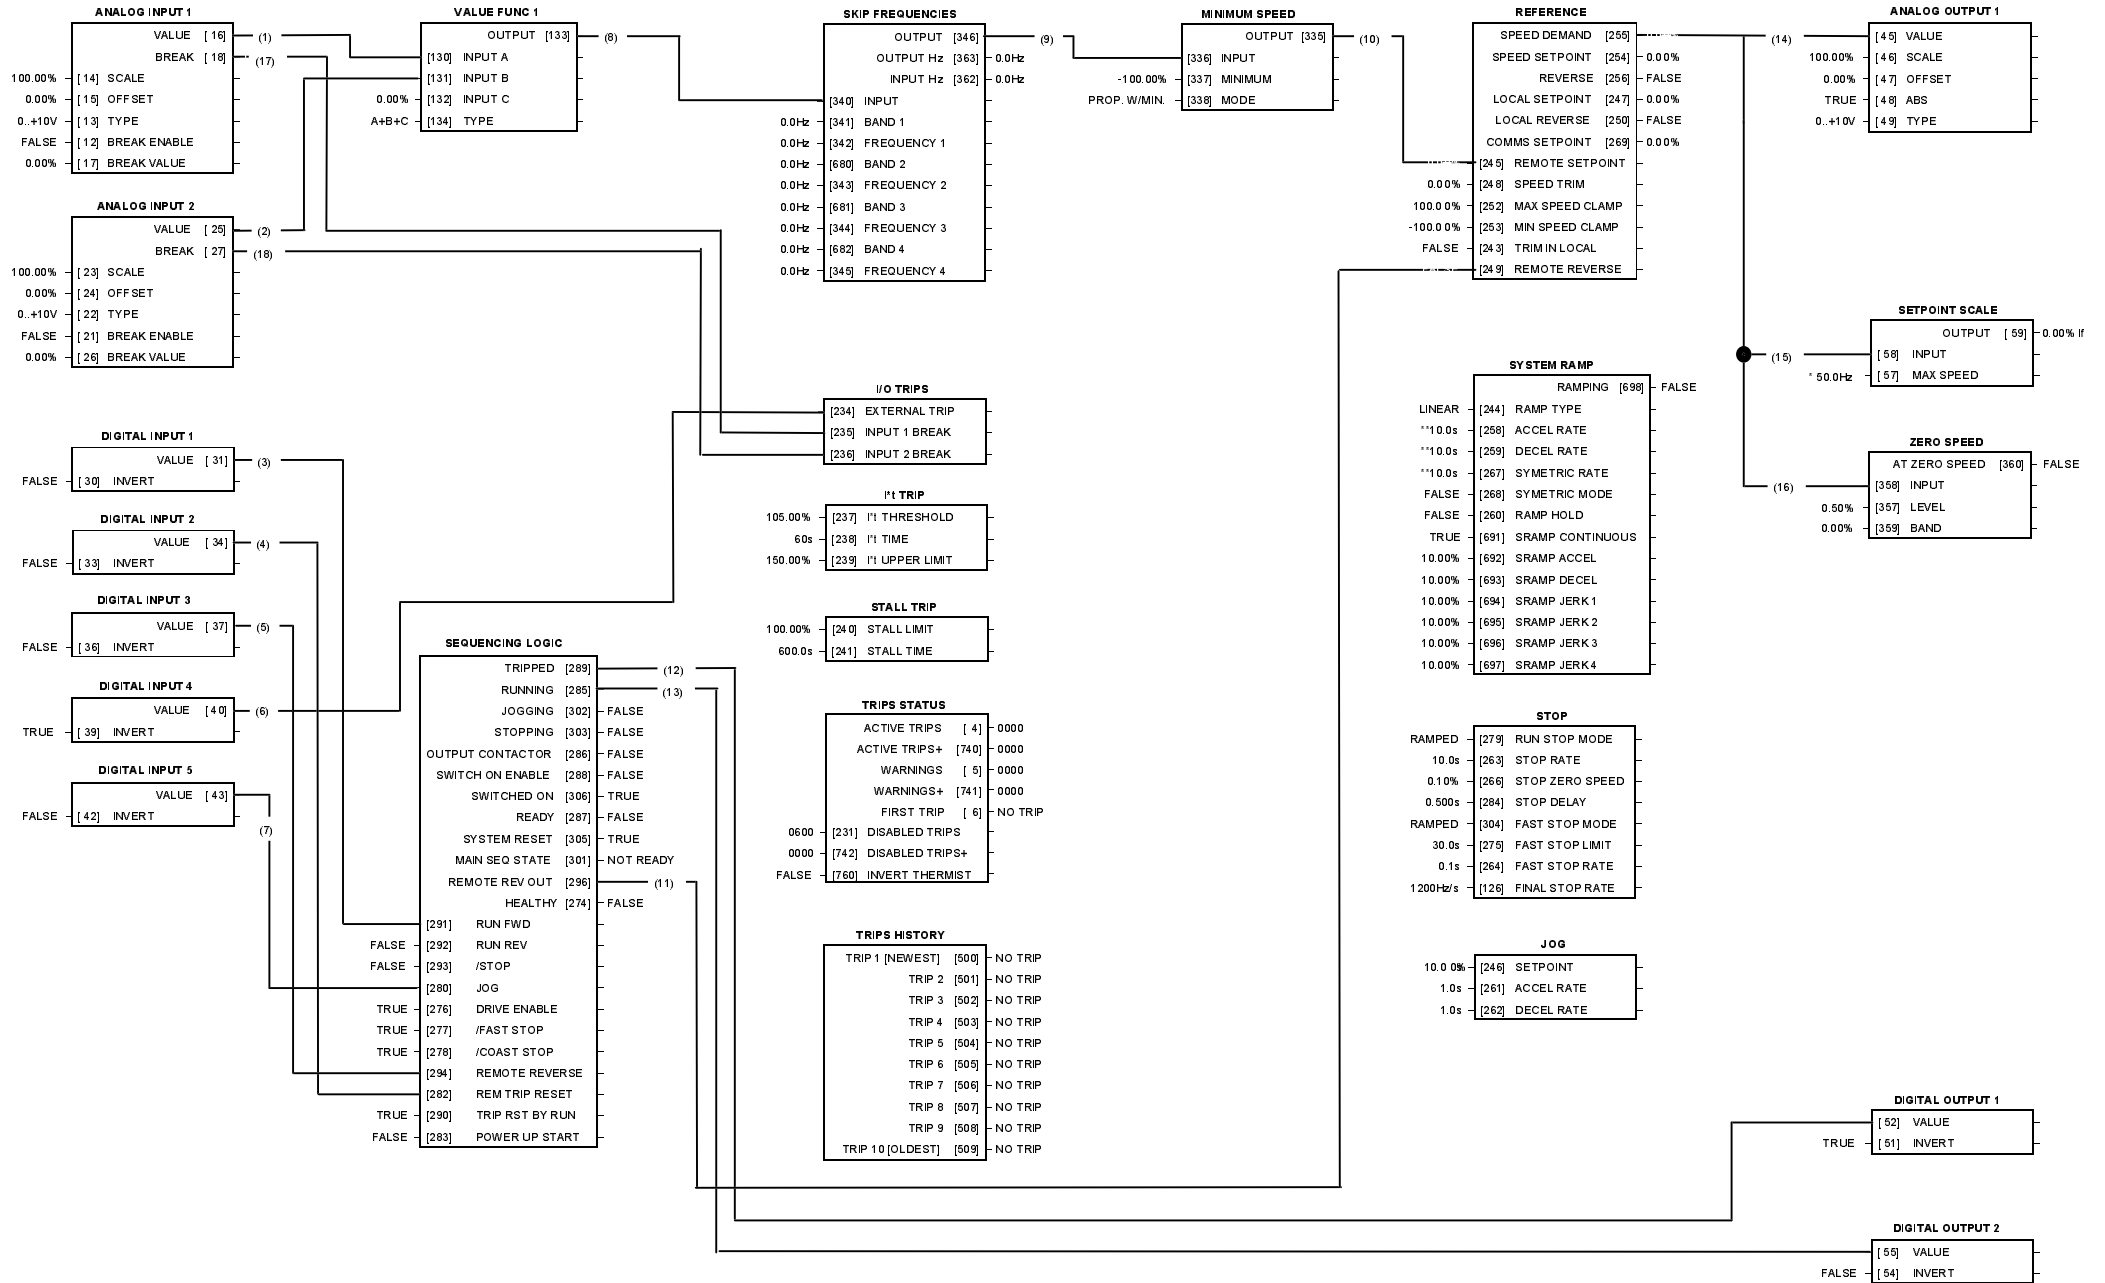 ANALOG INPUT 1
VALUE [ 16] (1)
BREAK [ 18] (17)
100.00% [ 14] SCALE
0.00% [ 15] OFFSET
0..+10V [ 13] TYPE
FALSE [ 12] BREAK ENABLE
0.00% [ 17] BREAK VALUE
ANALOG INPUT 2
VALUE [ 25] (2)
BREAK [ 27] (18)
100.00% [ 23] SCALE
0.00% [ 24] OFFSET
0..+10V [ 22] TYPE
FALSE [ 21] BREAK ENABLE
0.00% [ 26] BREAK VALUE
DIGITAL INPUT 1
VALUE [ 31] (3)
FALSE [ 30] INVERT
DIGITAL INPUT 2
VALUE [ 34] (4)
FALSE [ 33] INVERT
DIGITAL INPUT 3
VALUE [ 37] (5)
FALSE [ 36] INVERT
DIGITAL INPUT 4
VALUE [ 40] (6)
TRUE [ 39] INVERT
DIGITAL INPUT 5
VALUE [ 43]
FALSE [ 42] INVERT
(7)
VALUE FUNC 1
OUTPUT [133] (8)
[130] INPUT A
[131] INPUT B
0.00% [132] INPUT C
A+B+C [134] TYPE
SEQUENCING LOGIC
TRIPPED [289] (12)
RUNNING [285] (13)
JOGGING [302] FALSE
STOPPING [303] FALSE
OUTPUT CONTACTOR [286] FALSE
SWITCH ON ENABLE [288] FALSE
SWITCHED ON [306] TRUE
READY [287] FALSE
SYSTEM RESET [305] TRUE
MAIN SEQ STATE [301] NOT READY
REMOTE REV OUT [296] (11)
HEALTHY [274] FALSE
[291] RUN FWD
FALSE [292] RUN REV
FALSE [293] /STOP
[280] JOG
TRUE [276] DRIVE ENABLE
TRUE [277] /FAST STOP
TRUE [278] /COAST STOP
[294] REMOTE REVERSE
[282] REM TRIP RESET
TRUE [290] TRIP RST BY RUN
FALSE [283] POWER UP START
SKIP FREQUENCIES
OUTPUT [346] (9)
OUTPUT Hz [363] 0.0Hz
INPUT Hz [362] 0.0Hz
[340] INPUT
0.0Hz [341] BAND 1
0.0Hz [342] FREQUENCY 1
0.0Hz [680] BAND 2
0.0Hz [343] FREQUENCY 2
0.0Hz [681] BAND 3
0.0Hz [344] FREQUENCY 3
0.0Hz [682] BAND 4
0.0Hz [345] FREQUENCY 4
I/O TRIPS
[234] EXTERNAL TRIP
[235] INPUT 1 BREAK
[236] INPUT 2 BREAK
I*t TRIP
105.00% [237] I*t THRESHOLD
60s [238] I*t TIME
150.00% [239] I*t UPPER LIMIT
STALL TRIP
100.00% [240] STALL LIMIT
600.0s [241] STALL TIME
TRIPS STATUS
ACTIVE TRIPS [ 4] 0000
ACTIVE TRIPS+ [740] 0000
WARNINGS [ 5] 0000
WARNINGS+ [741] 0000
FIRST TRIP [ 6] NO TRIP
0600 [231] DISABLED TRIPS
0000 [742] DISABLED TRIPS+
FALSE [760] INVERT THERMIST
TRIPS HISTORY
TRIP 1 [NEWEST] [500] NO TRIP
TRIP 2 [501] NO TRIP
TRIP 3 [502] NO TRIP
TRIP 4 [503] NO TRIP
TRIP 5 [504] NO TRIP
TRIP 6 [505] NO TRIP
TRIP 7 [506] NO TRIP
TRIP 8 [507] NO TRIP
TRIP 9 [508] NO TRIP
TRIP 10 [OLDEST] [509] NO TRIP
MINIMUM SPEED
OUTPUT [335] (10)
[336] INPUT
-100.00% [337] MINIMUM
PROP. W/MIN. [338] MODE
REFERENCE
SPEED DEMAND [255]
SPEED SETPOINT [254] 0.00%
REVERSE [256] FALSE
LOCAL SETPOINT [247] 0.00%
LOCAL REVERSE [250] FALSE
COMMS SETPOINT [269] 0.00%
[245] REMOTE SETPOINT
0.00% [248] SPEED TRIM
100.00% [252] MAX SPEED CLAMP
-100.00% [253] MIN SPEED CLAMP
FALSE [243] TRIM IN LOCAL
[249] REMOTE REVERSE
SYSTEM RAMP
RAMPING [698] FALSE
LINEAR [244] RAMP TYPE
**10.0s [258] ACCEL RATE
**10.0s [259] DECEL RATE
**10.0s [267] SYMETRIC RATE
FALSE [268] SYMETRIC MODE
FALSE [260] RAMP HOLD
TRUE [691] SRAMP CONTINUOUS
10.00% [692] SRAMP ACCEL
10.00% [693] SRAMP DECEL
10.00% [694] SRAMP JERK 1
10.00% [695] SRAMP JERK 2
10.00% [696] SRAMP JERK 3
10.00% [697] SRAMP JERK 4
STOP
RAMPED [279] RUN STOP MODE
10.0s [263] STOP RATE
0.10% [266] STOP ZERO SPEED
0.500s [284] STOP DELAY
RAMPED [304] FAST STOP MODE
30.0s [275] FAST STOP LIMIT
0.1s [264] FAST STOP RATE
1200Hz/s [126] FINAL STOP RATE
JOG
10.00% [246] SETPOINT
1.0s [261] ACCEL RATE
1.0s [262] DECEL RATE
ANALOG OUTPUT 1
(14) [ 45] VALUE
100.00% [ 46] SCALE
0.00% [ 47] OFFSET
TRUE [ 48] ABS
0..+10V [ 49] TYPE
SETPOINT SCALE
OUTPUT [ 59] 0.00% lf
(15) [ 58] INPUT
* 50.0Hz [ 57] MAX SPEED
ZERO SPEED
AT ZERO SPEED [360] FALSE
(16) [358] INPUT
0.50% [357] LEVEL
0.00% [359] BAND
DIGITAL OUTPUT 1
[ 52] VALUE
TRUE [ 51] INVERT
DIGITAL OUTPUT 2
[ 55] VALUE
FALSE [ 54] INVERT